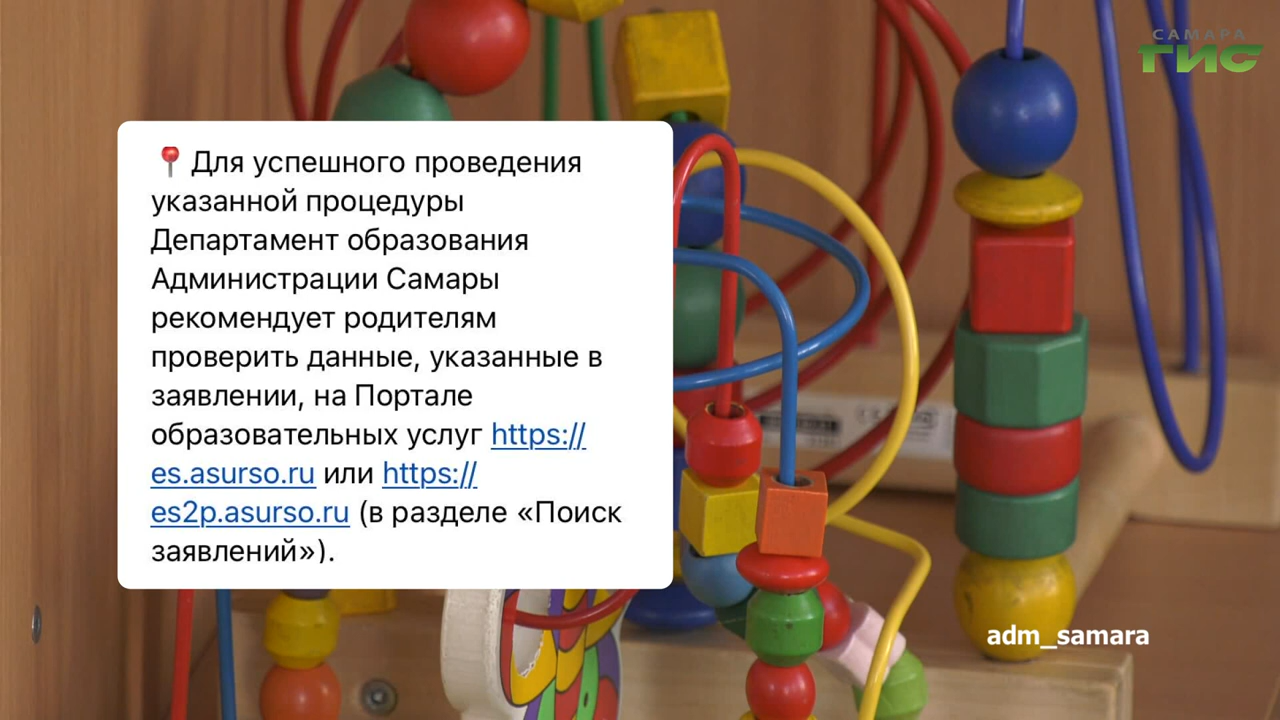 САМАРА
ГИС
📍 Для успешного проведения
указанной процедуры
Департамент образования
Администрации Самары
рекомендует родителям
проверить данные, указанные в
заявлении, на Портале
образовательных услуг https://
es.asurso.ru или https://
es2p.asurso.ru (в разделе «Поиск
заявлений»).
adm_samara